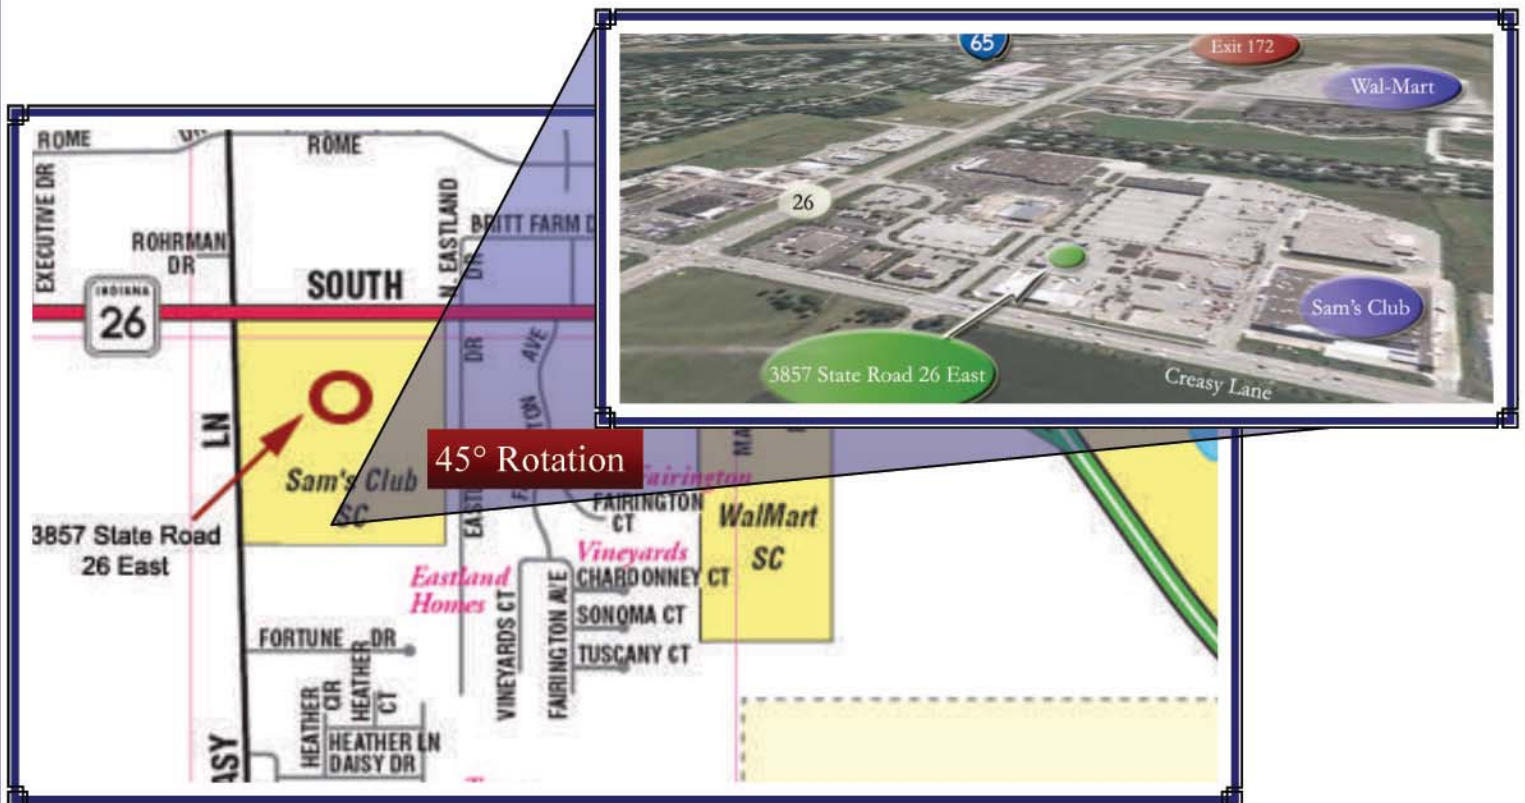 65
Exit 172
Wal-Mart
26
Sam's Club
3857 State Road 26 East
Creasy Lane
ROME
ROME
EXECUTIVE DR
ROHRMAN
DR
N EASTLAND
DR
BRITT FARM D
SOUTH
INDIANA
26
LN
DR
AVE
Sam's Club
SC
45° Rotation
3857 State Road
26 East
Fairington
FAIRINGTON
CT
WalMart
SC
MA
Vineyards
CHARDONNEY CT
Eastland
Homes
SONOMA CT
TUSCANY CT
VINEYARDS CT
FAIRINGTON AVE
FORTUNE DR
HEATHER
CIR
HEATHER
CT
HEATHER LN
DAISY DR
ASY